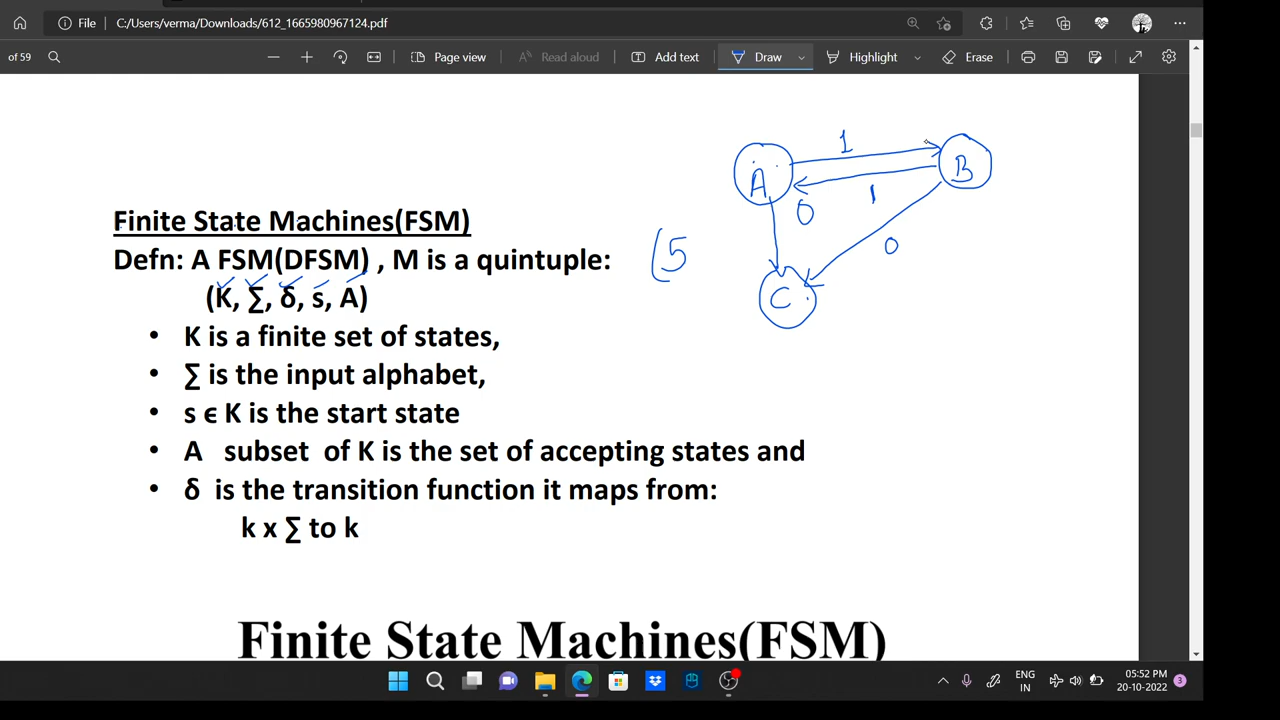 File C:/Users/verma/Downloads/612_1665980967124.pdf
of 59 Page view Read aloud Add text Draw Highlight Erase
1
A B
1
0
Finite State Machines(FSM)
Defn: A FSM(DFSM) , M is a quintuple: (5
0
(K, ∑, δ, s, A)
C
• K is a finite set of states,
• ∑ is the input alphabet,
• s ϵ K is the start state
• A subset of K is the set of accepting states and
• δ is the transition function it maps from:
k x ∑ to k
Finite State Machines(FSM)
ENG 05:52 PM
IN 20-10-2022 3